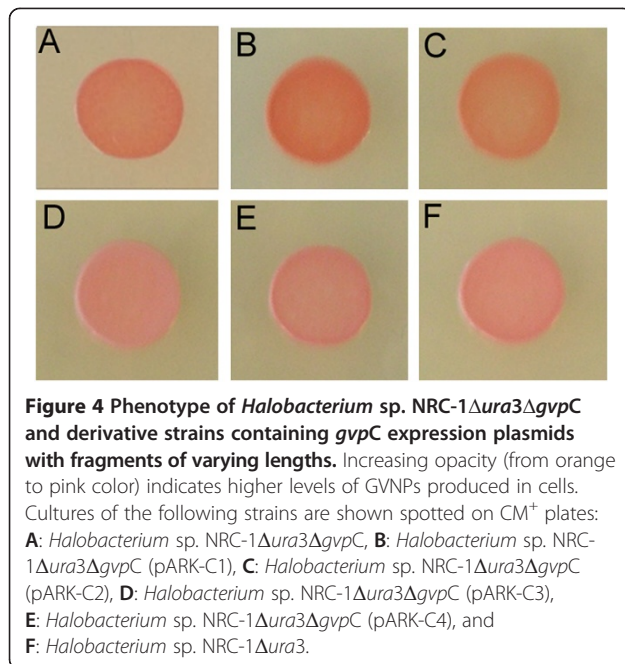 A
B
C
D
E
F
Figure 4 Phenotype of Halobacterium sp. NRC-1Δura3ΔgvpC
and derivative strains containing gvpC expression plasmids
with fragments of varying lengths. Increasing opacity (from orange
to pink color) indicates higher levels of GVNPs produced in cells.
Cultures of the following strains are shown spotted on CM⁺ plates:
A: Halobacterium sp. NRC-1Δura3ΔgvpC, B: Halobacterium sp. NRC-
1Δura3ΔgvpC (pARK-C1), C: Halobacterium sp. NRC-1Δura3ΔgvpC
(pARK-C2), D: Halobacterium sp. NRC-1Δura3ΔgvpC (pARK-C3),
E: Halobacterium sp. NRC-1Δura3ΔgvpC (pARK-C4), and
F: Halobacterium sp. NRC-1Δura3.